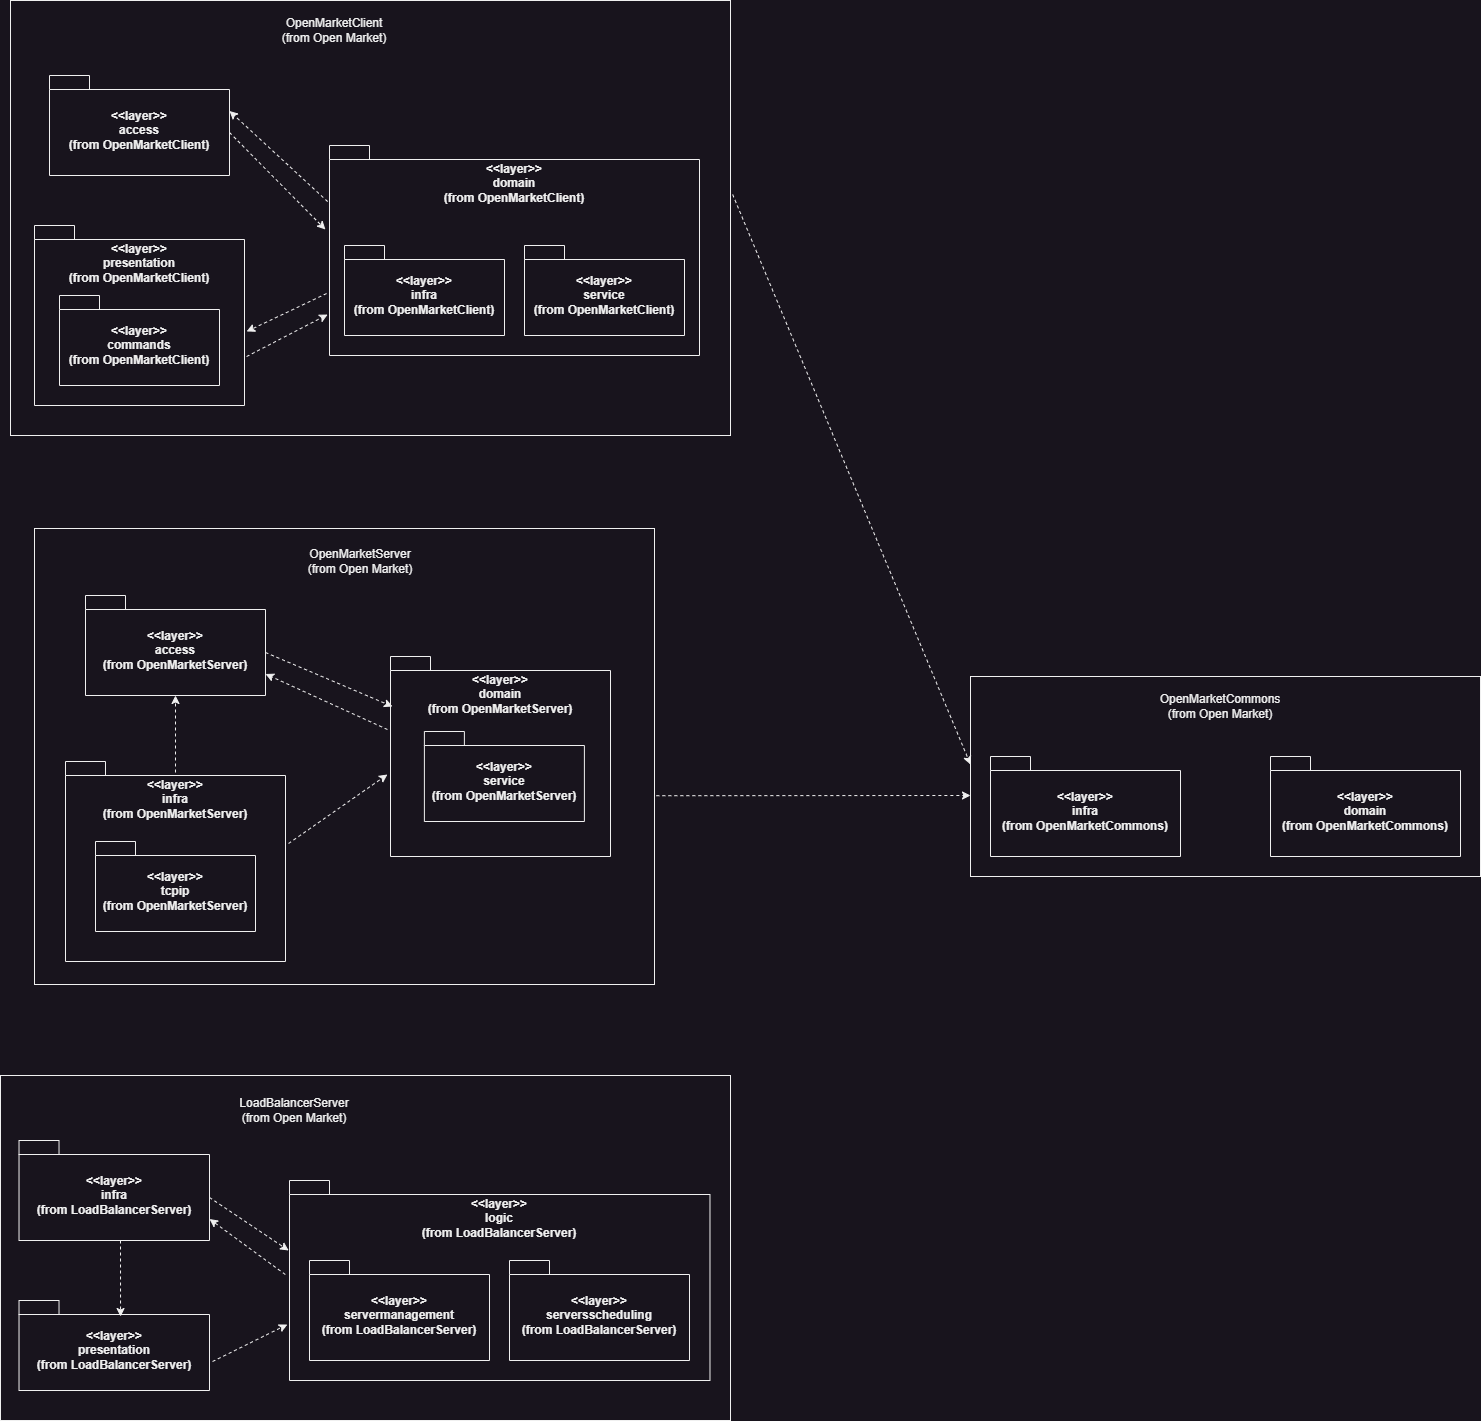 OpenMarketClient
(from Open Market)
<<layer>>
access
(from OpenMarketClient)
<<layer>>
domain
(from OpenMarketClient)
<<layer>>
presentation
(from OpenMarketClient)
<<layer>>
infra
(from OpenMarketClient)
<<layer>>
service
(from OpenMarketClient)
<<layer>>
commands
(from OpenMarketClient)
OpenMarketServer
(from Open Market)
<<layer>>
access
(from OpenMarketServer)
<<layer>>
domain
(from OpenMarketServer)
<<layer>>
service
(from OpenMarketServer)
<<layer>>
infra
(from OpenMarketServer)
<<layer>>
tcpip
(from OpenMarketServer)
OpenMarketCommons
(from Open Market)
<<layer>>
infra
(from OpenMarketCommons)
<<layer>>
domain
(from OpenMarketCommons)
LoadBalancerServer
(from Open Market)
<<layer>>
infra
(from LoadBalancerServer)
<<layer>>
logic
(from LoadBalancerServer)
<<layer>>
servermanagement
(from LoadBalancerServer)
<<layer>>
serversscheduling
(from LoadBalancerServer)
<<layer>>
presentation
(from LoadBalancerServer)